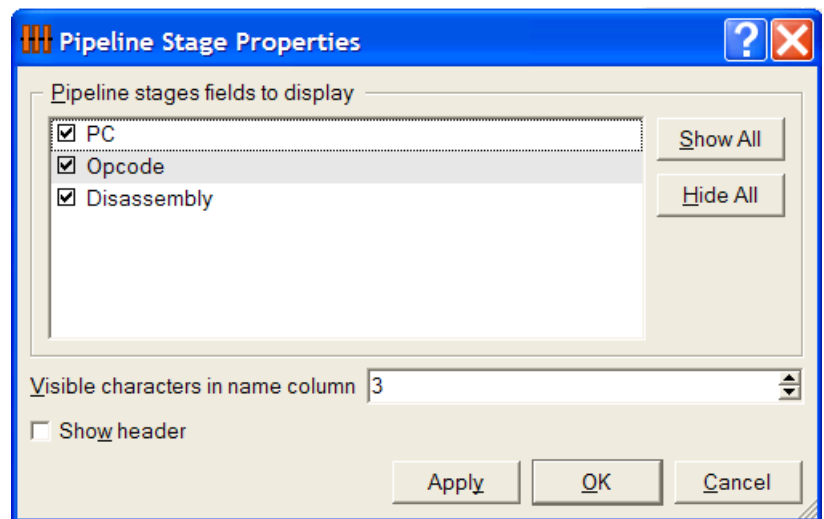 Pipeline Stage Properties
Pipeline stages fields to display
PC
Opcode
Disassembly
Show All
Hide All
Visible characters in name column 3
Show header
Apply OK Cancel